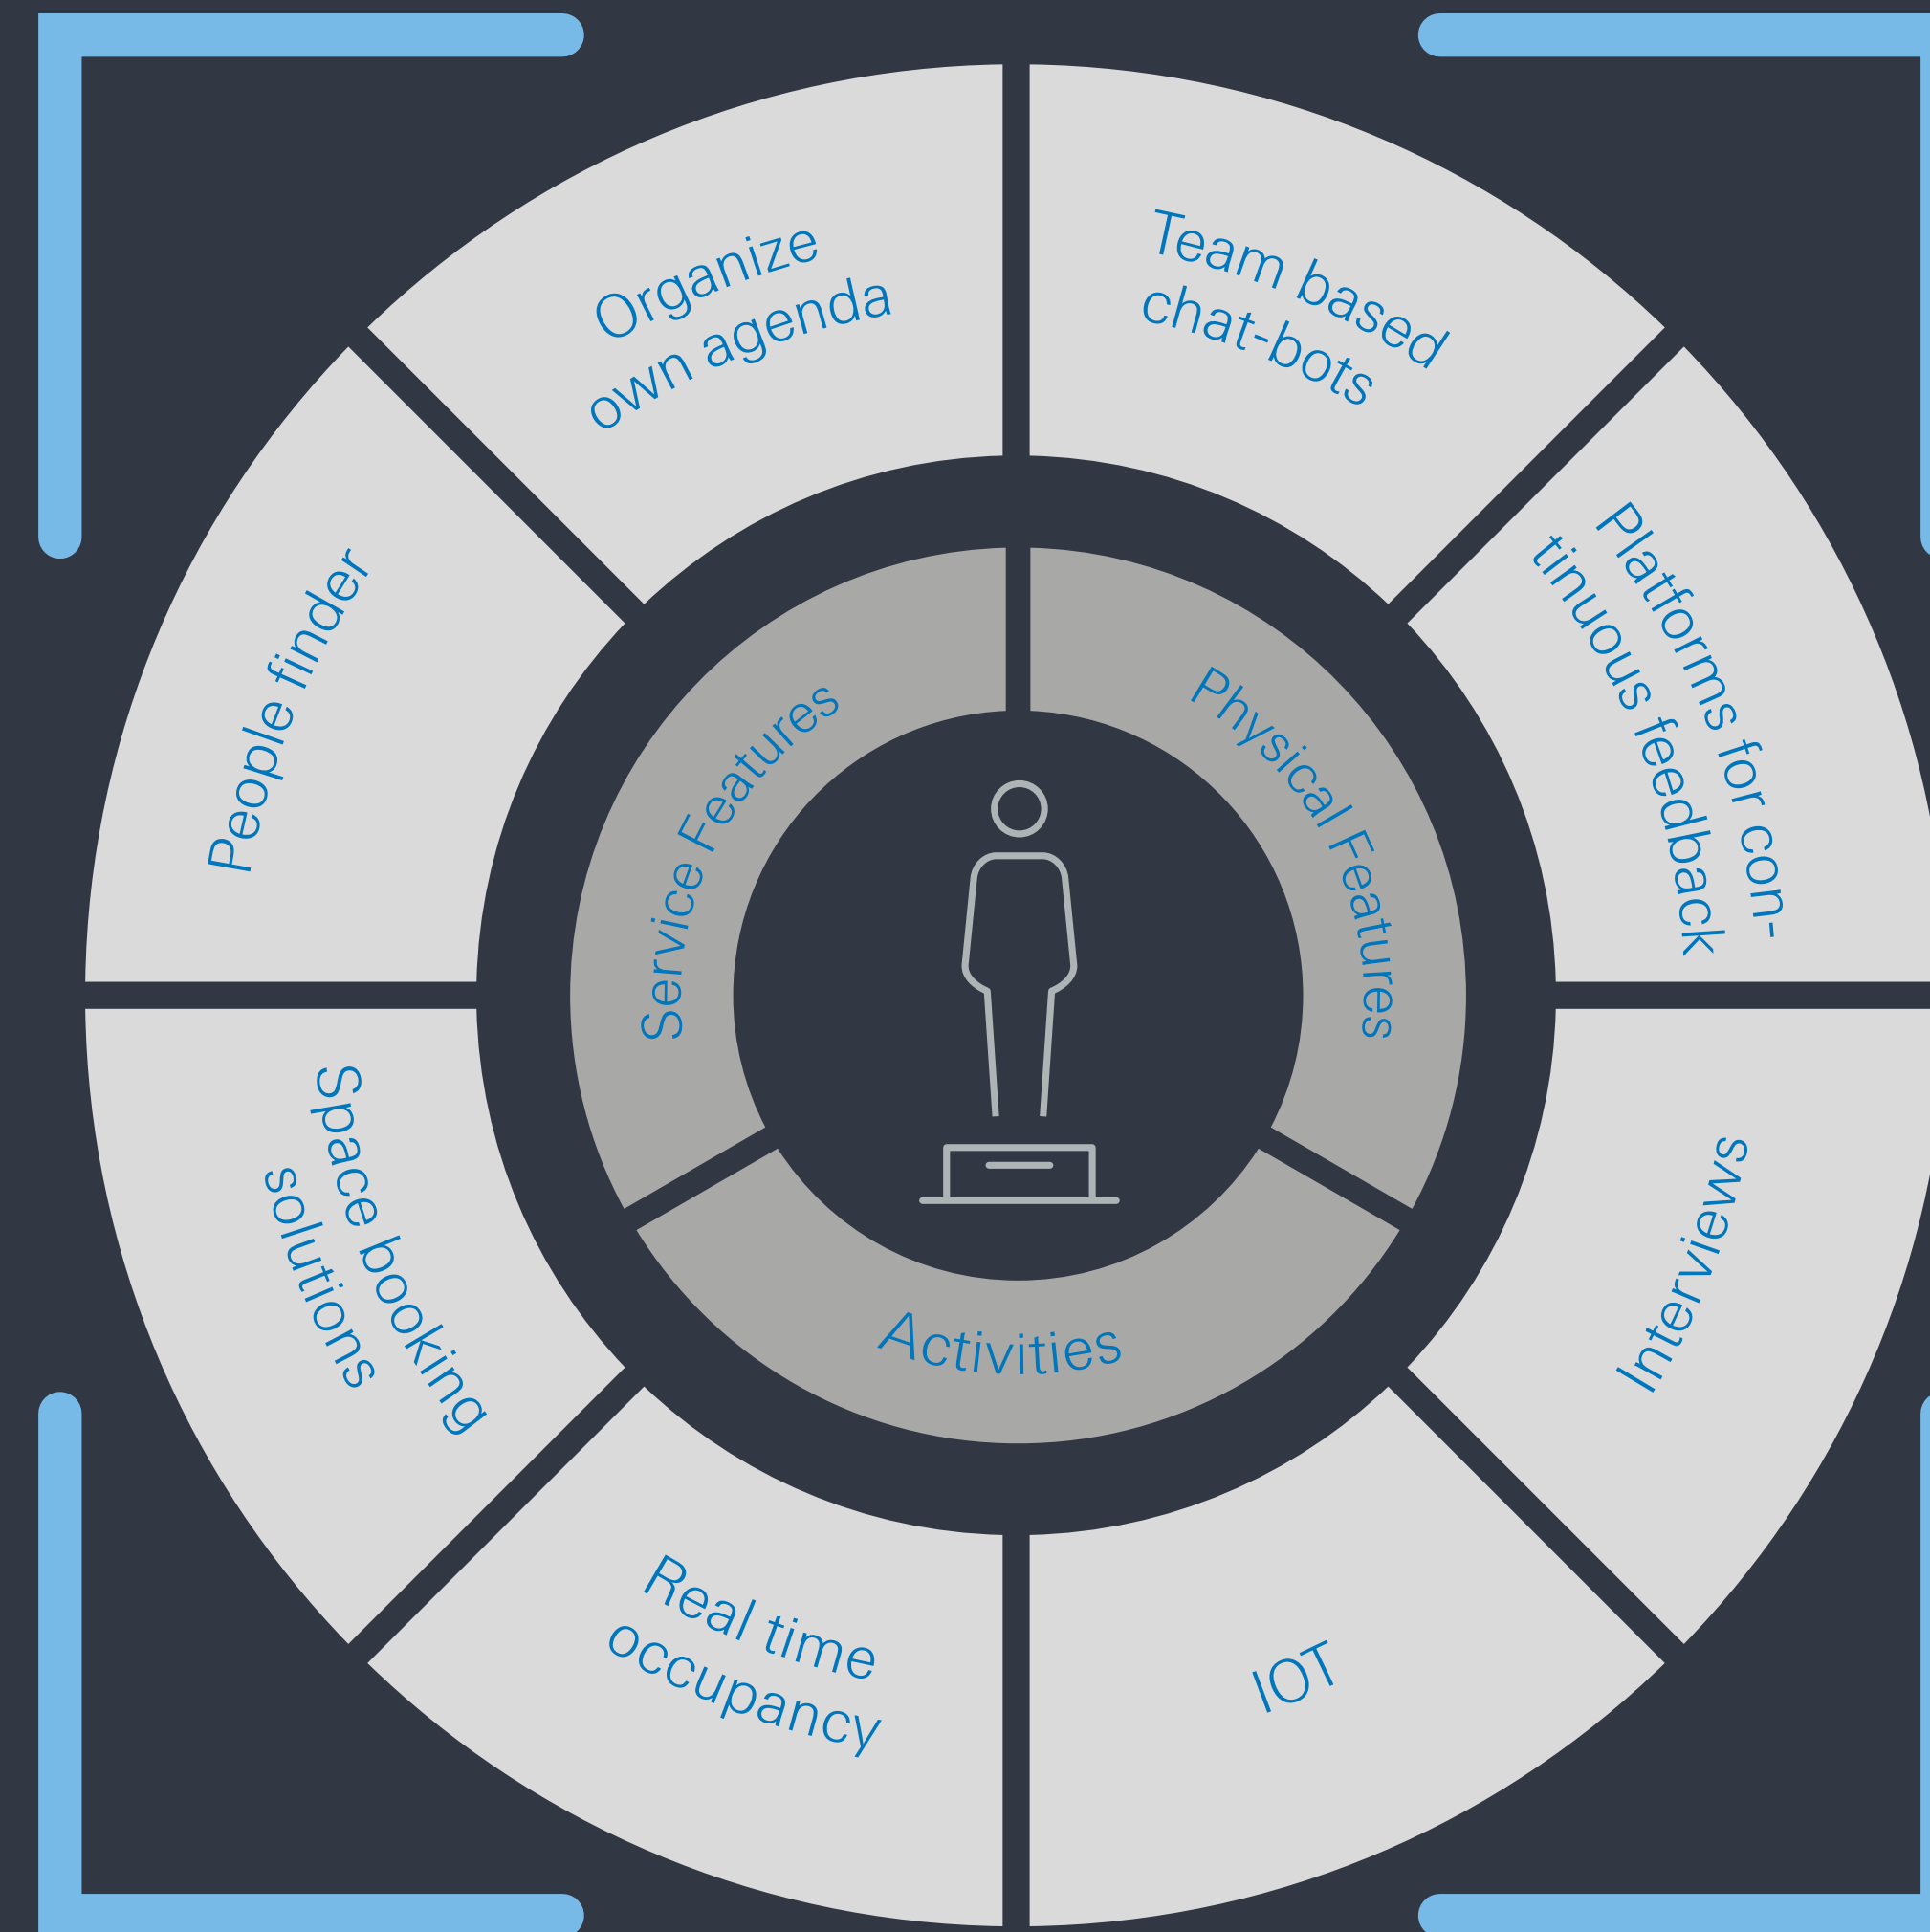 Organize
own agenda
Team based
chat-bots
Platforms for con-
tinuous feedback
Interviews
IOT
Real time
occupancy
Space booking
solutions
People finder
Service Features
Physical Features
Activities